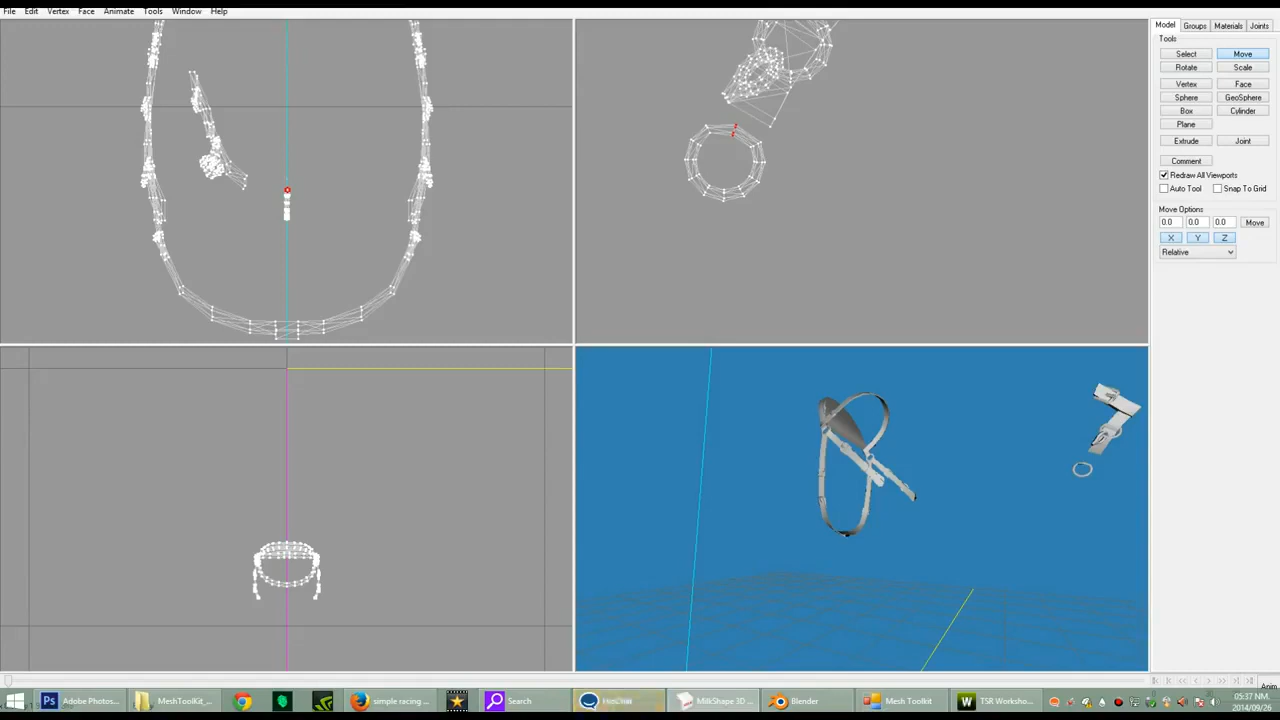 File Edit Vertex Face Animate Tools Window Help
Model Groups Materials Joints
Tools
Select Move
Rotate Scale
Vertex Face
Sphere GeoSphere
Box Cylinder
Plane
Extrude Joint
Comment
Redraw All Viewports
Auto Tool Snap To Grid
Move Options
0.0 0.0 0.0 Move
X Y Z
Relative
Anim
Ps Adobe Photos... MeshToolKit_... simple racing ... Search HexChat MilkShape 3D ... Blender Mesh Toolkit W TSR Worksho...
05:37 NM.
2014/09/26